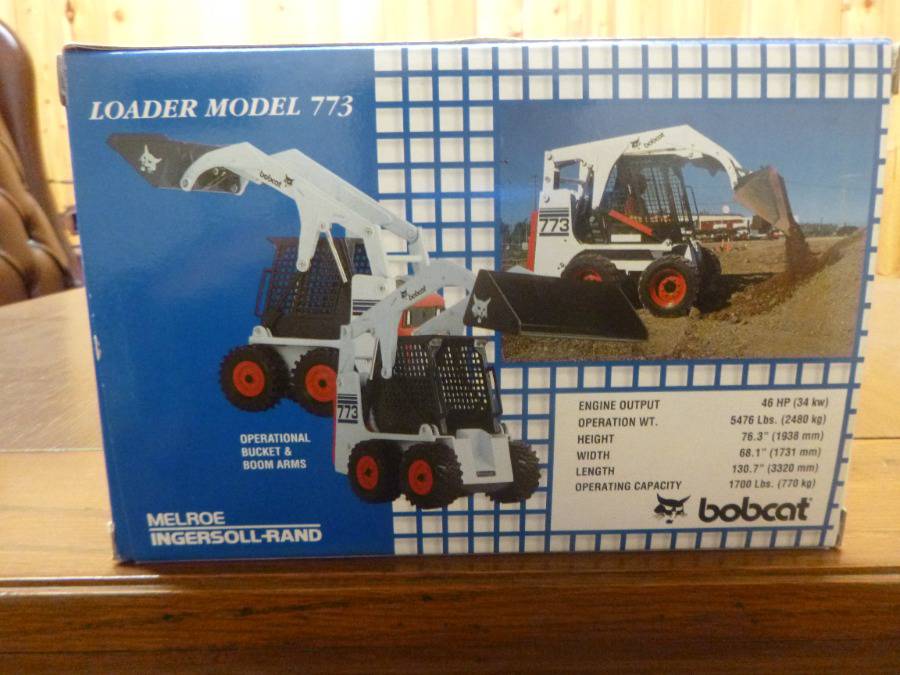 LOADER MODEL 773
bobcat
bobcat
773
bobcat
773
OPERATIONAL
BUCKET &
BOOM ARMS
MELROE
INGERSOLL-RAND
ENGINE OUTPUT 46 HP (34 kw)
OPERATION WT. 5476 Lbs. (2480 kg)
HEIGHT 76.3" (1938 mm)
WIDTH 68.1" (1731 mm)
LENGTH 130.7" (3320 mm)
OPERATING CAPACITY 1700 Lbs. (770 kg)
bobcat